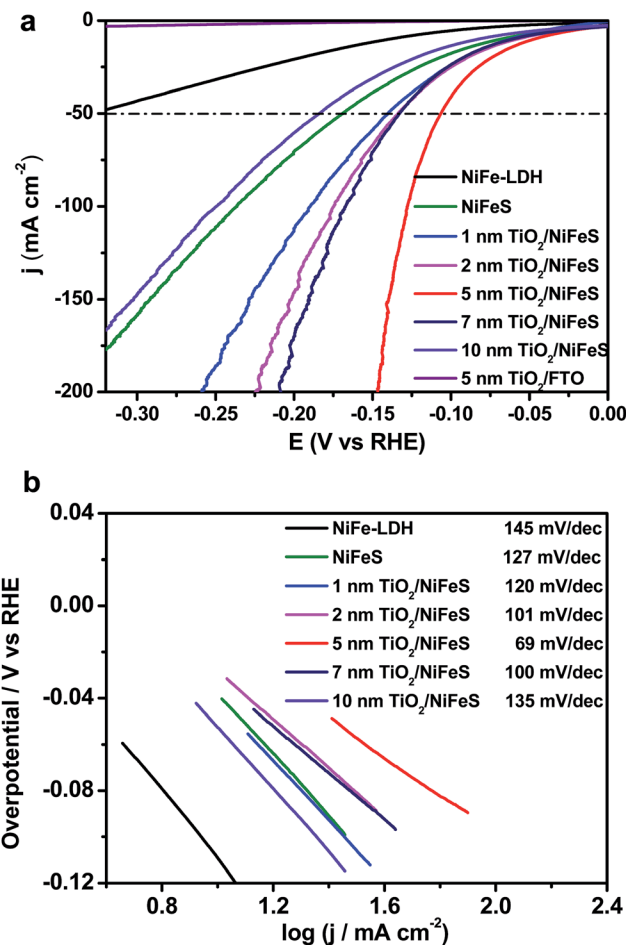 a
0
-50
-100
-150
-200
j (mA cm-2)
NiFe-LDH
NiFeS
1 nm TiO2/NiFeS
2 nm TiO2/NiFeS
5 nm TiO2/NiFeS
7 nm TiO2/NiFeS
10 nm TiO2/NiFeS
5 nm TiO2/FTO
-0.30 -0.25 -0.20 -0.15 -0.10 -0.05 0.00
E (V vs RHE)
b
0.04
0.00
-0.04
-0.08
-0.12
Overpotential / V vs RHE
NiFe-LDH 145 mV/dec
NiFeS 127 mV/dec
1 nm TiO2/NiFeS 120 mV/dec
2 nm TiO2/NiFeS 101 mV/dec
5 nm TiO2/NiFeS 69 mV/dec
7 nm TiO2/NiFeS 100 mV/dec
10 nm TiO2/NiFeS 135 mV/dec
0.8 1.2 1.6 2.0 2.4
log (j / mA cm-2)